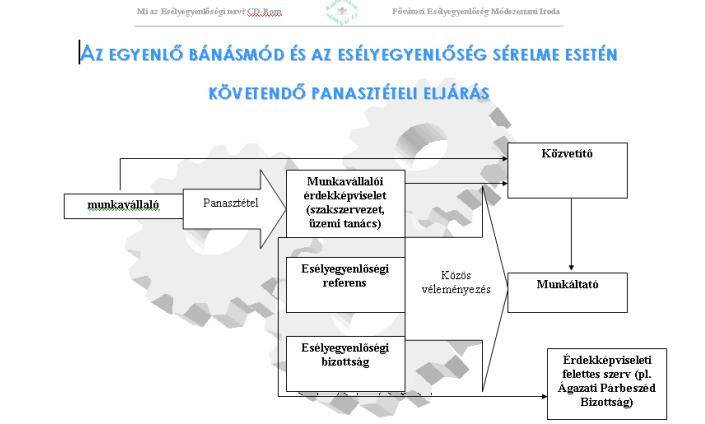 Mi az Esélyegyenlőségi terv? CD-Rom
Fővárosi Esélyegyenlőség Módszertani Iroda
AZ EGYENLŐ BÁNÁSMÓD ÉS AZ ESÉLYEGYENLŐSÉG SÉRELME ESETÉN
KÖVETENDŐ PANASZTÉTELI ELJÁRÁS
munkavállaló
Panasztétel
Munkavállalói
érdekképviselet
(szakszervezet,
üzemi tanács)
Közvetítő
Esélyegyenlőségi
referens
Közös
véleményezés
Munkáltató
Esélyegyenlőségi
bizottság
Érdekképviseleti
felettes szerv (pl.
Ágazati Párbeszéd
Bizottság)